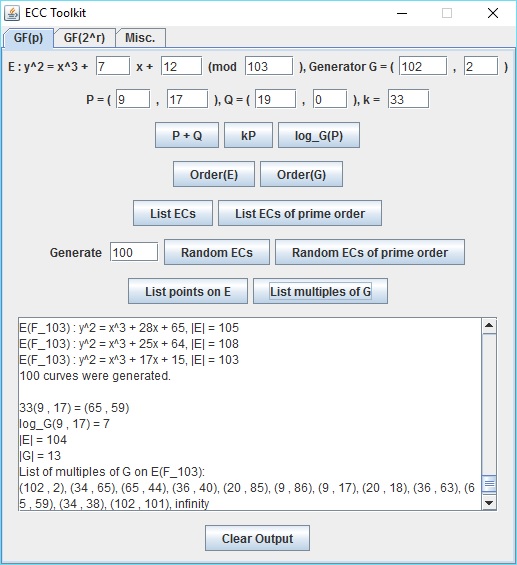 ECC Toolkit
GF(p) GF(2^r) Misc.
E : y^2 = x^3 + 7 x + 12 (mod 103 ), Generator G = ( 102 , 2 )
P = ( 9 , 17 ), Q = ( 19 , 0 ), k = 33
P + Q kP log_G(P)
Order(E) Order(G)
List ECs List ECs of prime order
Generate 100 Random ECs Random ECs of prime order
List points on E List multiples of G
E(F_103) : y^2 = x^3 + 28x + 65, |E| = 105
E(F_103) : y^2 = x^3 + 25x + 64, |E| = 108
E(F_103) : y^2 = x^3 + 17x + 15, |E| = 103
100 curves were generated.
33(9 , 17) = (65 , 59)
log_G(9 , 17) = 7
|E| = 104
|G| = 13
List of multiples of G on E(F_103):
(102 , 2), (34 , 65), (65 , 44), (36 , 40), (20 , 85), (9 , 86), (9 , 17), (20 , 18), (36 , 63), (6
5 , 59), (34 , 38), (102 , 101), infinity
Clear Output